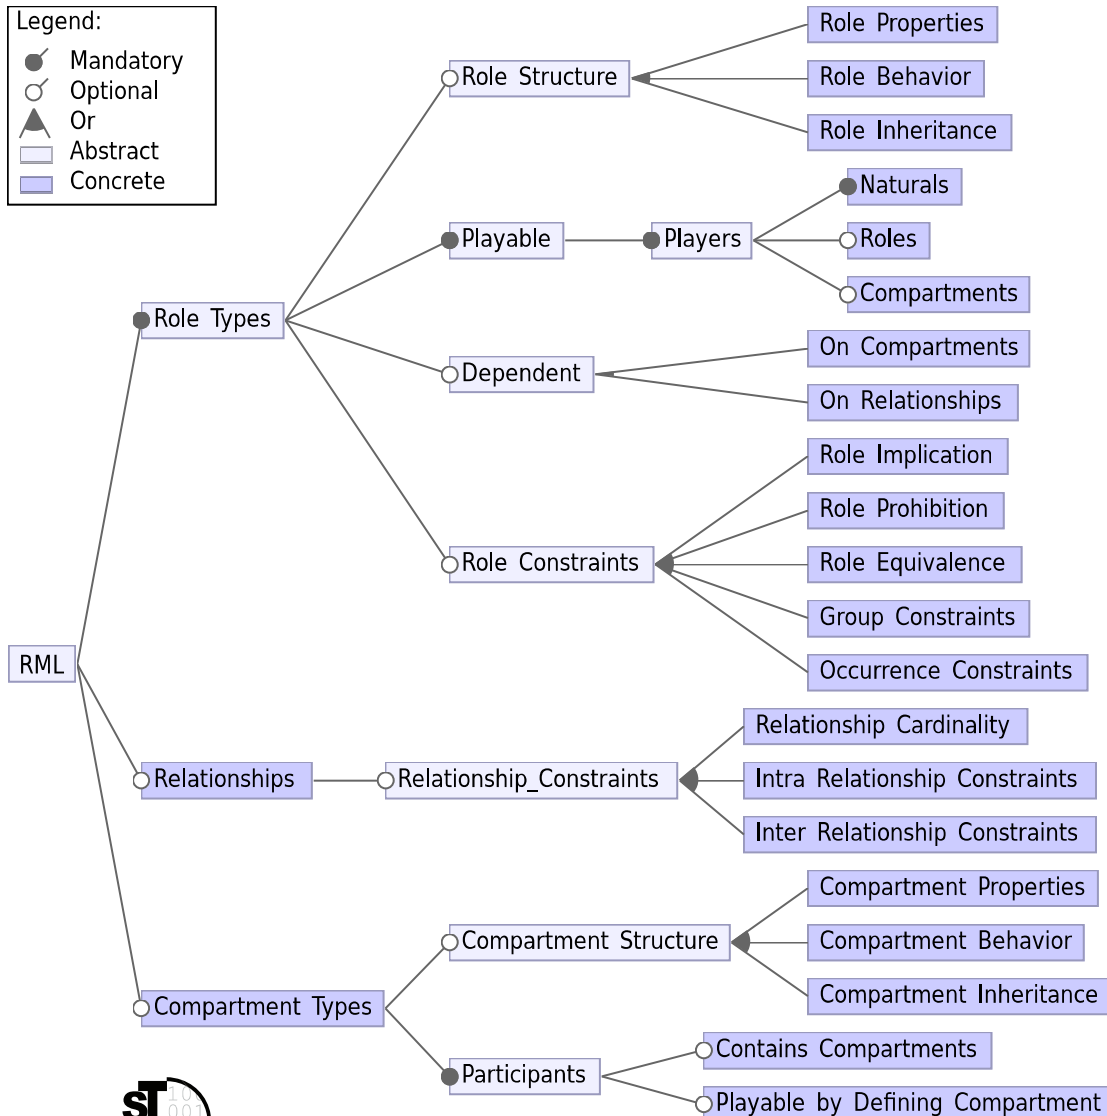 Legend:
Mandatory
Optional
Or
Abstract
Concrete
Role Properties
Role Structure
Role Behavior
Role Inheritance
Naturals
Playable
Players
Roles
Compartments
Role Types
On Compartments
Dependent
On Relationships
Role Implication
Role Prohibition
Role Constraints
Role Equivalence
Group Constraints
RML
Occurrence Constraints
Relationship Cardinality
Relationships
Relationship_Constraints
Intra Relationship Constraints
Inter Relationship Constraints
Compartment Properties
Compartment Structure
Compartment Behavior
Compartment Types
Compartment Inheritance
Contains Compartments
Participants
Playable by Defining Compartment
ST